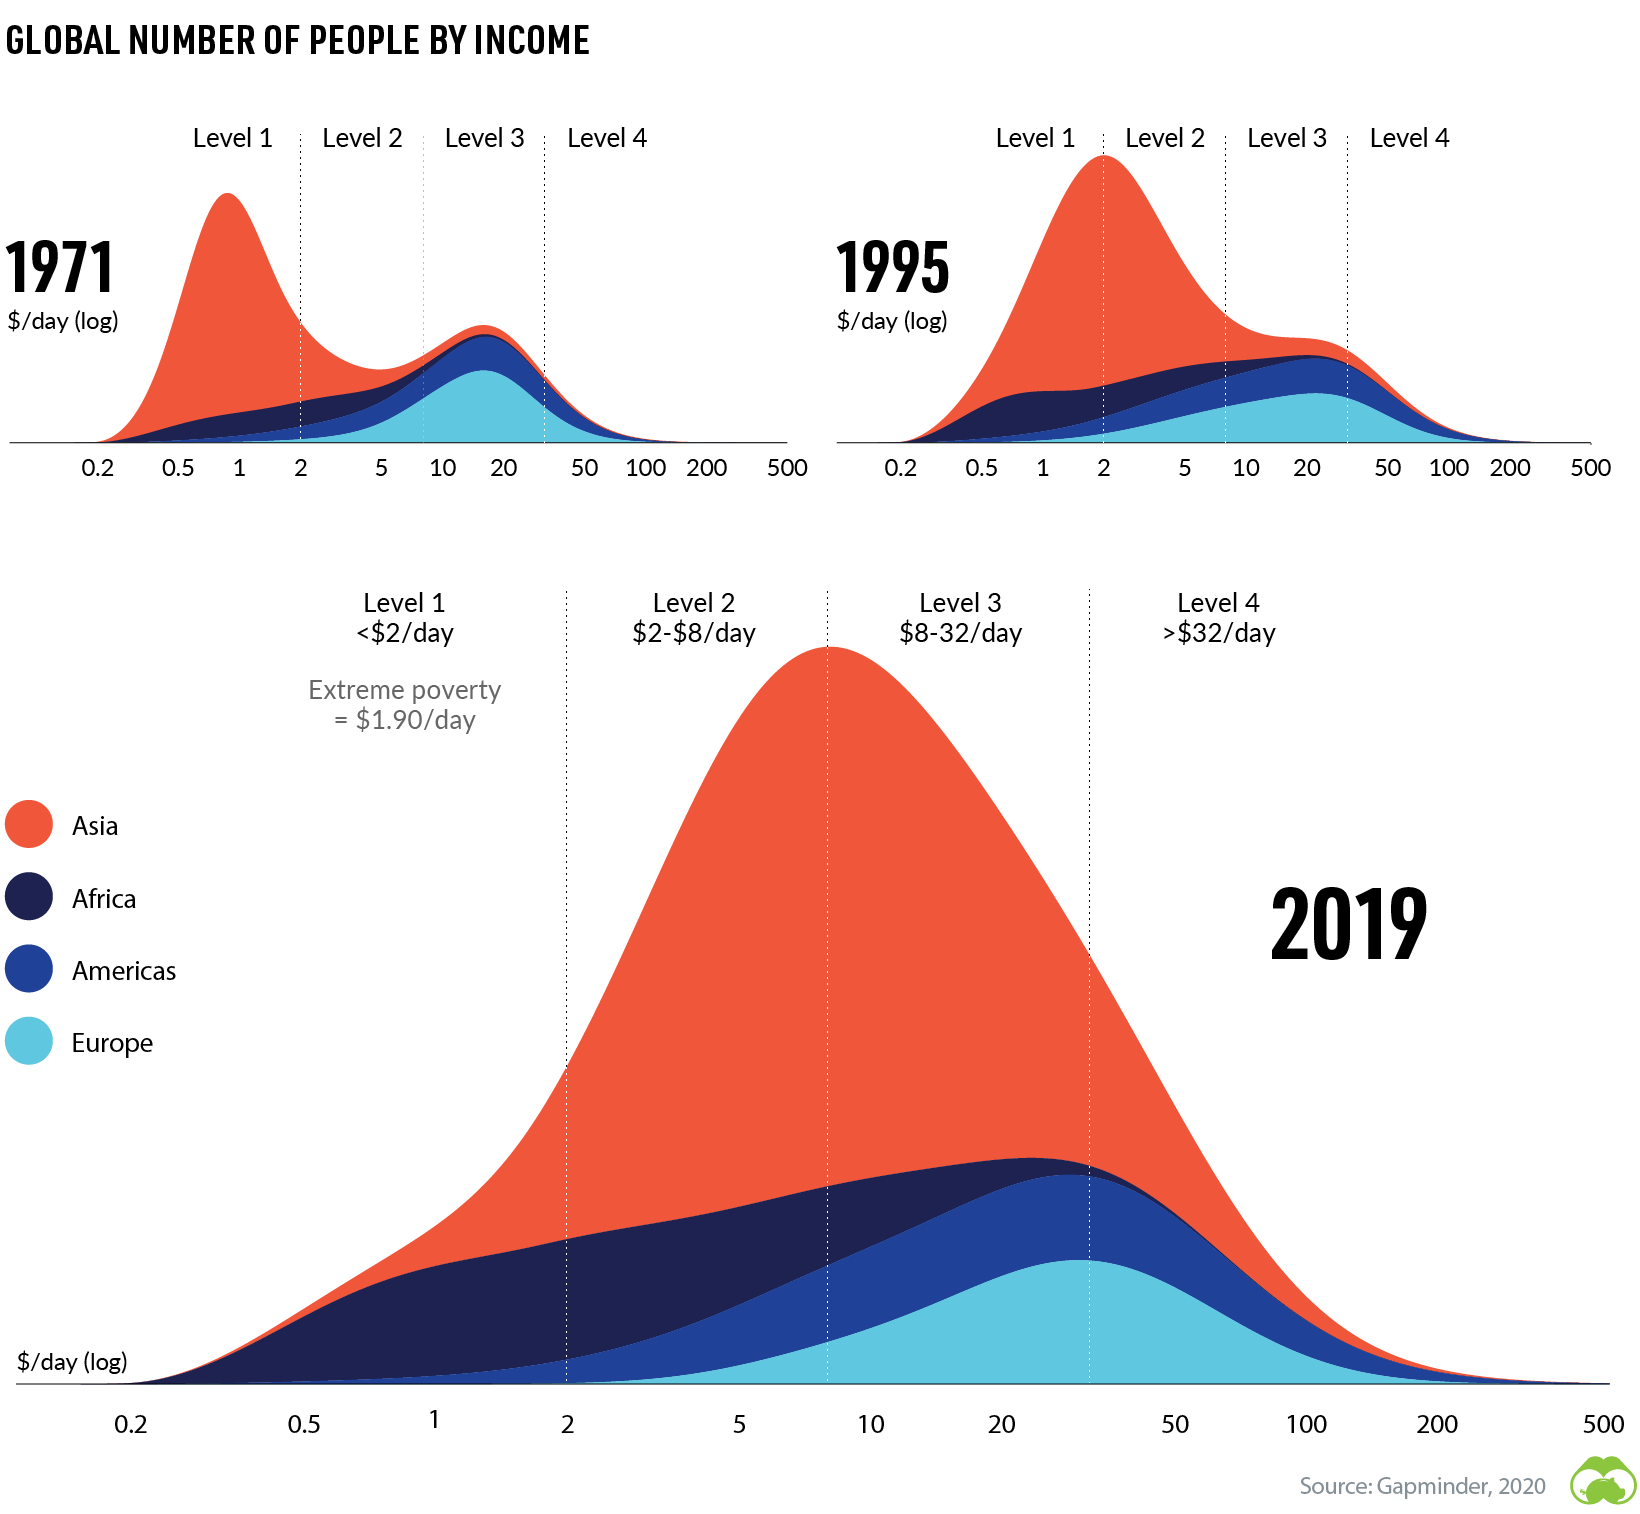 GLOBAL NUMBER OF PEOPLE BY INCOME
Level 1 Level 2 Level 3 Level 4
1971
$/day (log)
0.2 0.5 1 2 5 10 20 50 100 200 500
Level 1 Level 2 Level 3 Level 4
1995
$/day (log)
0.2 0.5 1 2 5 10 20 50 100 200 500
Level 1 Level 2 Level 3 Level 4
<$2/day $2-$8/day $8-32/day >$32/day
Extreme poverty
= $1.90/day
Asia
Africa
Americas
Europe
2019
$/day (log)
0.2 0.5 1 2 5 10 20 50 100 200 500
Source: Gapminder, 2020